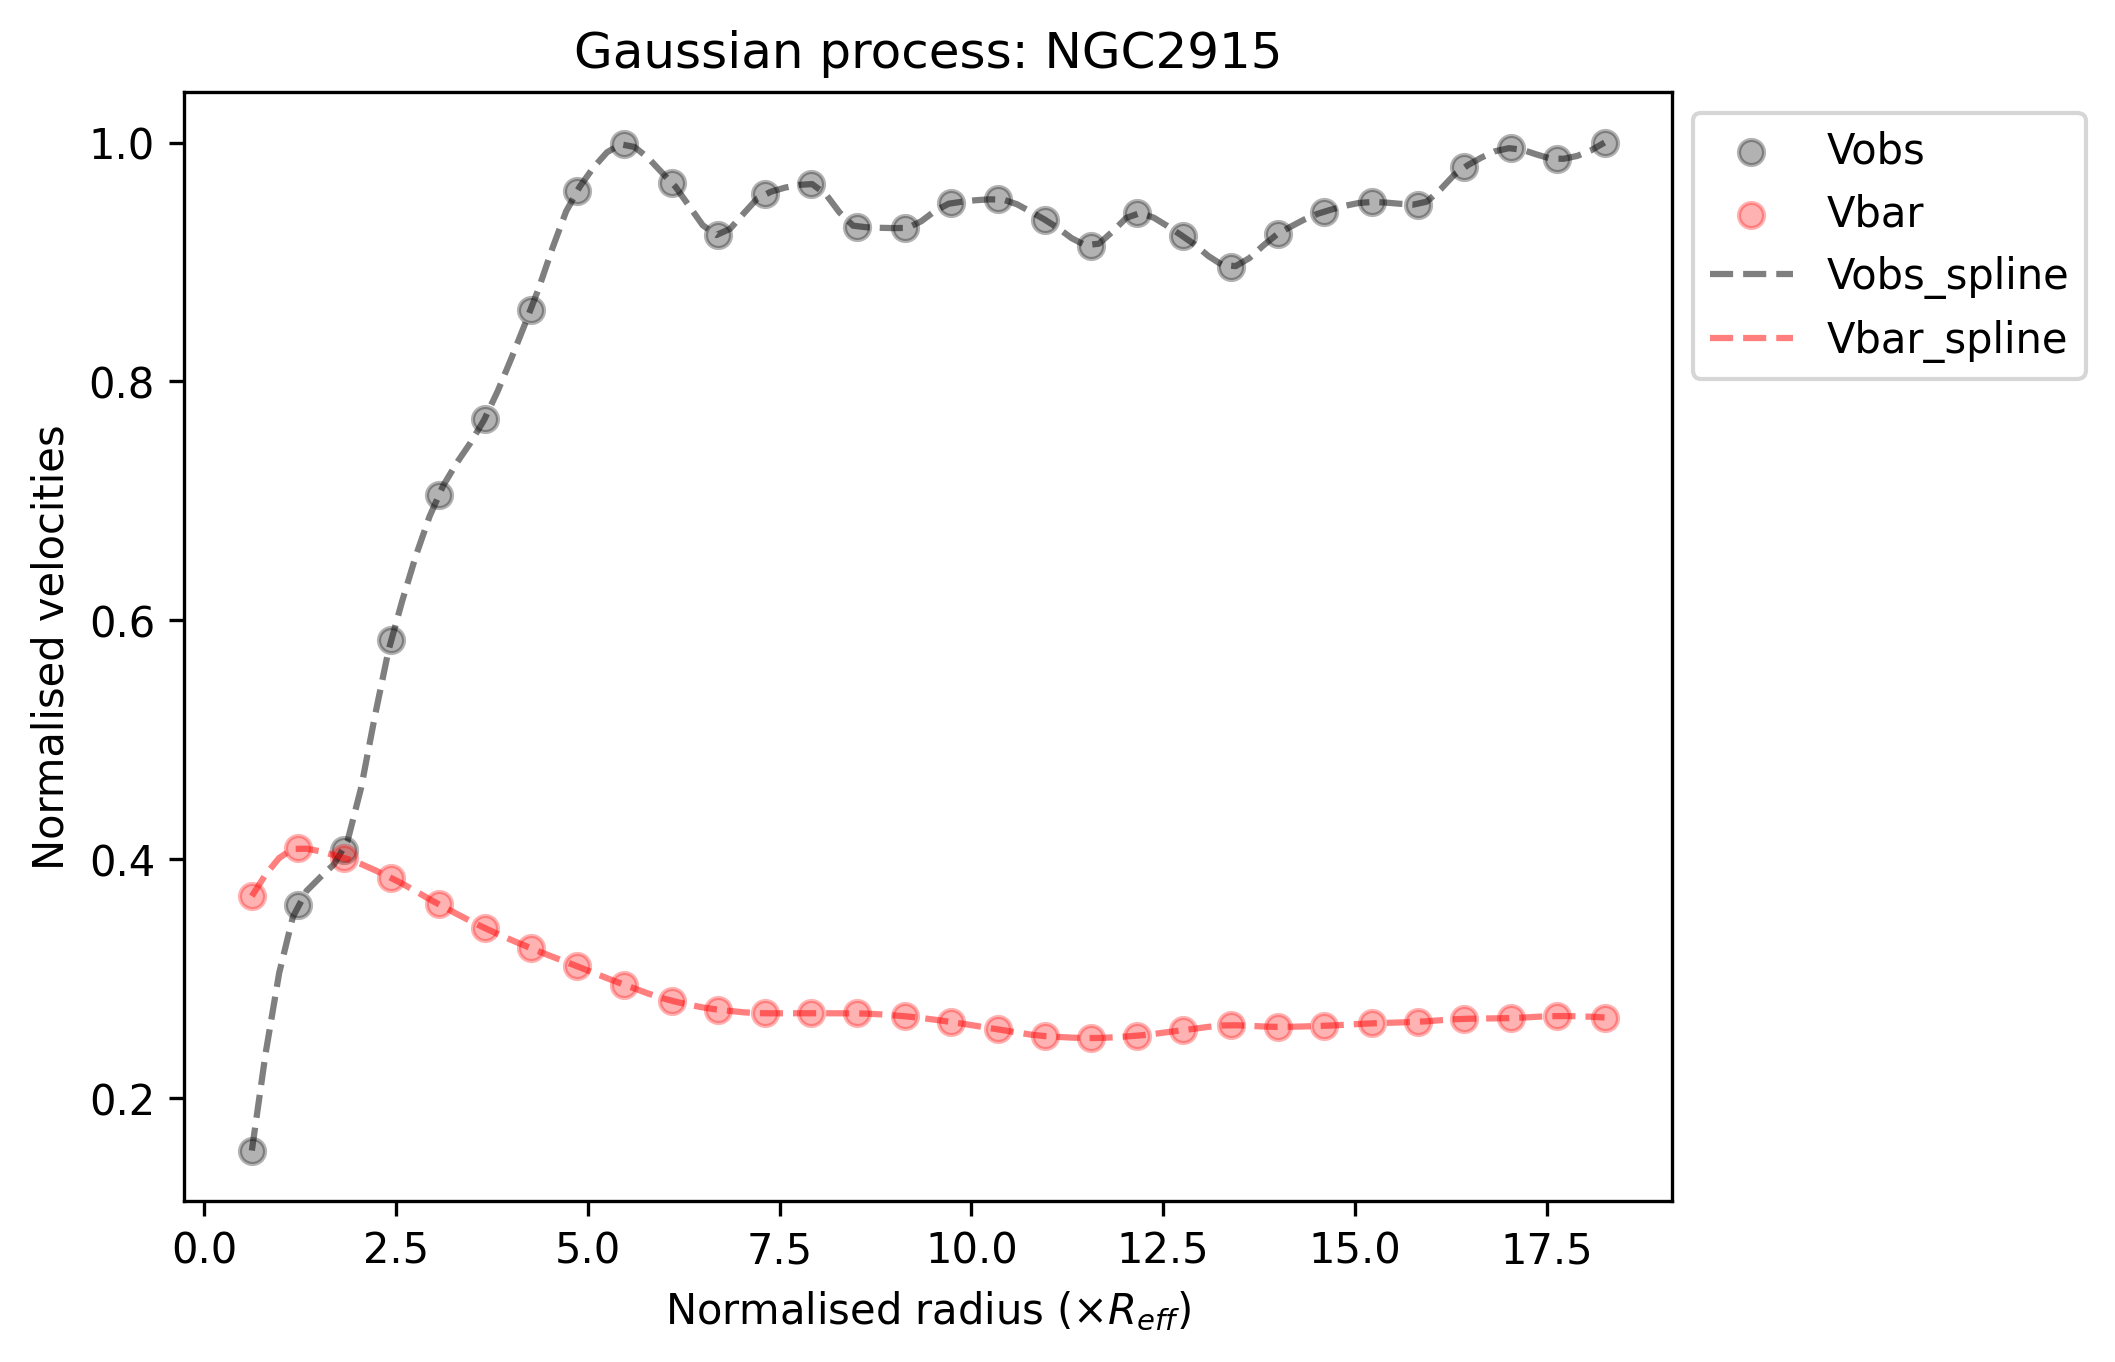 Gaussian process: NGC2915
Normalised velocities
1.0
0.8
0.6
0.4
0.2
0.0 2.5 5.0 7.5 10.0 12.5 15.0 17.5
Normalised radius (×R_eff)
Vobs
Vbar
Vobs_spline
Vbar_spline